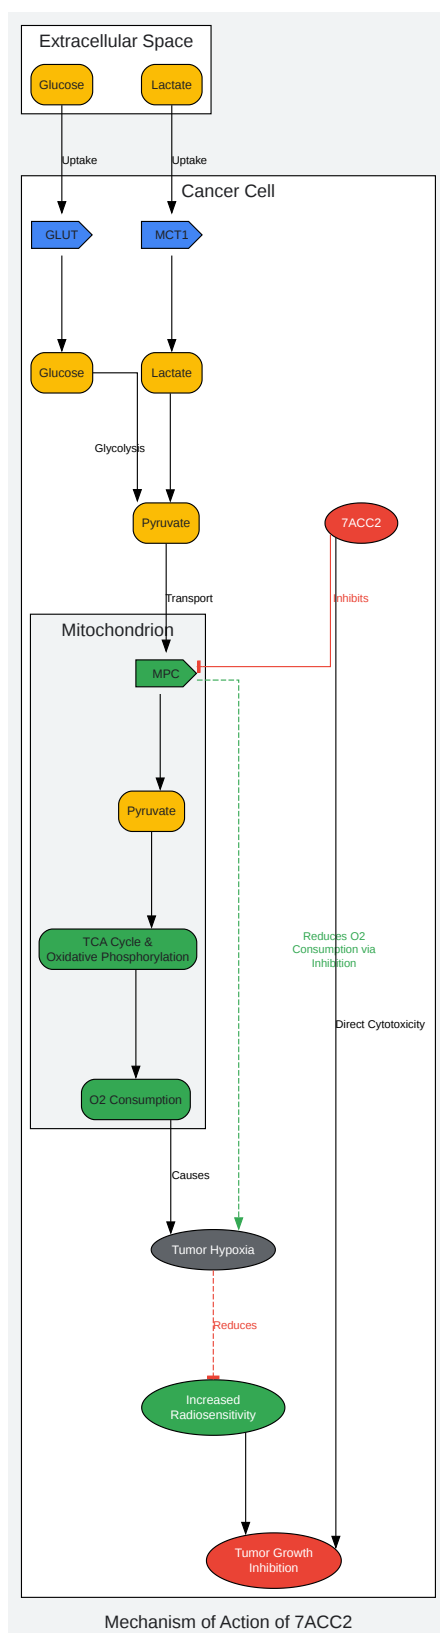 Extracellular Space
Glucose
Lactate
Uptake
Uptake
Cancer Cell
GLUT
MCT1
Glucose
Lactate
Glycolysis
Pyruvate
7ACC2
Transport
Inhibits
Mitochondrion
MPC
Pyruvate
TCA Cycle &
Oxidative Phosphorylation
Reduces O2
Consumption via
Inhibition
Direct Cytotoxicity
O2 Consumption
Causes
Tumor Hypoxia
Reduces
Increased
Radiosensitivity
Tumor Growth
Inhibition
Mechanism of Action of 7ACC2